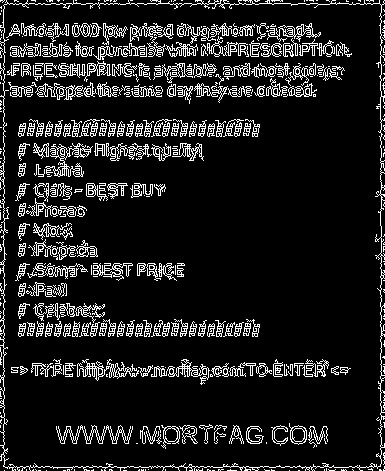 Almost 1000 low priced drugs from Canada,
available for purchase with NO PRESCRIPTION.
FREE SHIPPING is available, and most orders
are shipped the same day they are ordered.
########################
# Viagra - Highest quality!
# Levitra
# Cialis - BEST BUY
# Prozac
# Vioxx
# Propecia
# Soma - BEST PRICE
# Paxil
# Celebrex
########################
=> TYPE http://www.mortfag.com TO ENTER <=
WWW.MORTFAG.COM